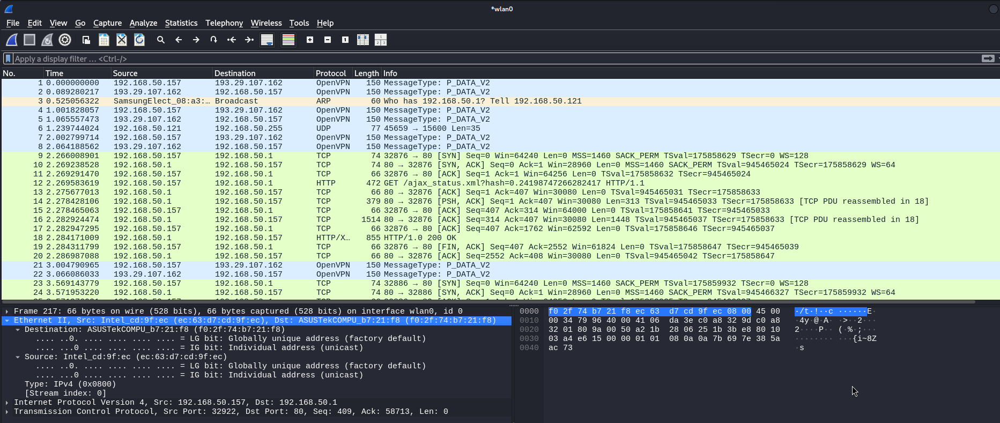 *wlan0
File Edit View Go Capture Analyze Statistics Telephony Wireless Tools Help
Apply a display filter … <Ctrl-/>
No. Time Source Destination Protocol Length Info
1 0.000000000 192.168.50.157 193.29.107.162 OpenVPN 150 MessageType: P_DATA_V2
2 0.089280217 193.29.107.162 192.168.50.157 OpenVPN 150 MessageType: P_DATA_V2
3 0.525056322 SamsungElect_08:a3:… Broadcast ARP 60 Who has 192.168.50.1? Tell 192.168.50.121
4 1.001828057 192.168.50.157 193.29.107.162 OpenVPN 150 MessageType: P_DATA_V2
5 1.065557473 193.29.107.162 192.168.50.157 OpenVPN 150 MessageType: P_DATA_V2
6 1.239744024 192.168.50.121 192.168.50.255 UDP 77 45659 → 15600 Len=35
7 2.002799714 192.168.50.157 193.29.107.162 OpenVPN 150 MessageType: P_DATA_V2
8 2.064188562 193.29.107.162 192.168.50.157 OpenVPN 150 MessageType: P_DATA_V2
9 2.266008901 192.168.50.157 192.168.50.1 TCP 74 32876 → 80 [SYN] Seq=0 Win=64240 Len=0 MSS=1460 SACK_PERM TSval=175858629 TSecr=0 WS=128
10 2.269238528 192.168.50.1 192.168.50.157 TCP 74 80 → 32876 [SYN, ACK] Seq=0 Ack=1 Win=28960 Len=0 MSS=1460 SACK_PERM TSval=945465024 TSecr=175858629 WS=64
11 2.269291470 192.168.50.157 192.168.50.1 TCP 66 32876 → 80 [ACK] Seq=1 Ack=1 Win=64256 Len=0 TSval=175858632 TSecr=945465024
12 2.269583619 192.168.50.157 192.168.50.1 HTTP 472 GET /ajax_status.xml?hash=0.24198747266282417 HTTP/1.1
13 2.275677013 192.168.50.1 192.168.50.157 TCP 66 80 → 32876 [ACK] Seq=1 Ack=407 Win=30080 Len=0 TSval=945465031 TSecr=175858633
14 2.278428106 192.168.50.1 192.168.50.157 TCP 379 80 → 32876 [PSH, ACK] Seq=1 Ack=407 Win=30080 Len=313 TSval=945465033 TSecr=175858633 [TCP PDU reassembled in 18]
15 2.278465063 192.168.50.157 192.168.50.1 TCP 66 32876 → 80 [ACK] Seq=407 Ack=314 Win=64000 Len=0 TSval=175858641 TSecr=945465033
16 2.282924474 192.168.50.1 192.168.50.157 TCP 1514 80 → 32876 [ACK] Seq=314 Ack=407 Win=30080 Len=1448 TSval=945465037 TSecr=175858633 [TCP PDU reassembled in 18]
17 2.282947295 192.168.50.157 192.168.50.1 TCP 66 32876 → 80 [ACK] Seq=407 Ack=1762 Win=62592 Len=0 TSval=175858646 TSecr=945465037
18 2.284171009 192.168.50.1 192.168.50.157 HTTP/X… 855 HTTP/1.0 200 OK
19 2.284311799 192.168.50.157 192.168.50.1 TCP 66 32876 → 80 [FIN, ACK] Seq=407 Ack=2552 Win=61824 Len=0 TSval=175858647 TSecr=945465039
20 2.286987088 192.168.50.1 192.168.50.157 TCP 66 80 → 32876 [ACK] Seq=2552 Ack=408 Win=30080 Len=0 TSval=945465042 TSecr=175858647
21 3.004790965 192.168.50.157 193.29.107.162 OpenVPN 150 MessageType: P_DATA_V2
22 3.066086033 193.29.107.162 192.168.50.157 OpenVPN 150 MessageType: P_DATA_V2
23 3.569143779 192.168.50.157 192.168.50.1 TCP 74 32886 → 80 [SYN] Seq=0 Win=64240 Len=0 MSS=1460 SACK_PERM TSval=175859932 TSecr=0 WS=128
24 3.571953220 192.168.50.1 192.168.50.157 TCP 74 80 → 32886 [SYN, ACK] Seq=0 Ack=1 Win=28960 Len=0 MSS=1460 SACK_PERM TSval=945466327 TSecr=175859932 WS=64
Frame 217: 66 bytes on wire (528 bits), 66 bytes captured (528 bits) on interface wlan0, id 0
Ethernet II, Src: Intel_cd:9f:ec (ec:63:d7:cd:9f:ec), Dst: ASUSTekCOMPU_b7:21:f8 (f0:2f:74:b7:21:f8)
Destination: ASUSTekCOMPU_b7:21:f8 (f0:2f:74:b7:21:f8)
.... ..0. .... .... .... .... = LG bit: Globally unique address (factory default)
.... ...0 .... .... .... .... = IG bit: Individual address (unicast)
Source: Intel_cd:9f:ec (ec:63:d7:cd:9f:ec)
.... ..0. .... .... .... .... = LG bit: Globally unique address (factory default)
.... ...0 .... .... .... .... = IG bit: Individual address (unicast)
Type: IPv4 (0x0800)
[Stream index: 0]
Internet Protocol Version 4, Src: 192.168.50.157, Dst: 192.168.50.1
Transmission Control Protocol, Src Port: 32922, Dst Port: 80, Seq: 409, Ack: 58713, Len: 0
0000 f0 2f 74 b7 21 f8 ec 63 d7 cd 9f ec 08 00 45 00 ·/t·!··c ······E·
0010 00 34 79 96 40 00 41 06 da 3e c0 a8 32 9d c0 a8 ·4y·@·A· ·>··2···
0020 32 01 80 9a 00 50 a2 1b 28 06 25 1b 3b e8 80 10 2····P·· (·%·;···
0030 03 a4 e6 15 00 00 01 01 08 0a 0a 7b 69 7e 38 5a ········ ···{i~8Z
0040 ac 73 ·s